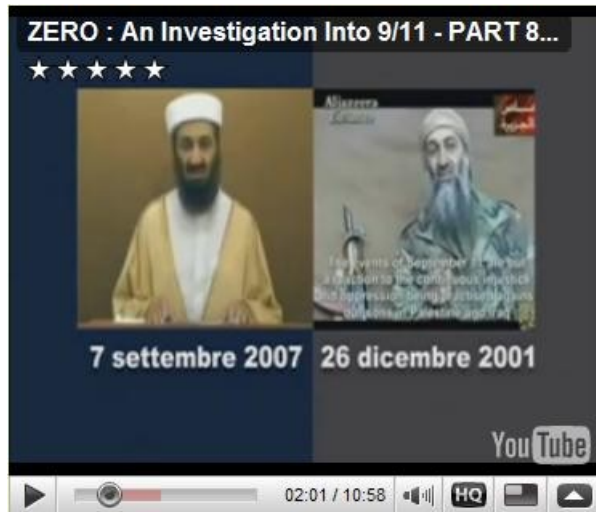 ZERO : An Investigation Into 9/11 - PART 8...
Aljazeera
Exclusive
The events of September 11 are but
a reaction to the continuous injustice
and oppression being practised against
our sons in Palestine and Iraq
7 settembre 2007
26 dicembre 2001
YouTube
02:01 / 10:58
HQ